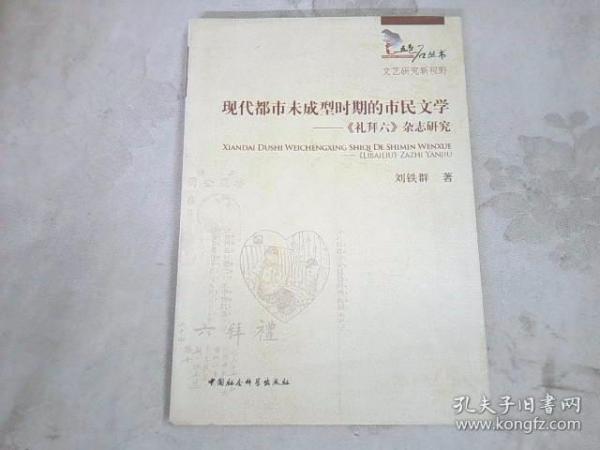 石丛书
文艺研究新视野
现代都市未成型时期的市民文学
——《礼拜六》杂志研究
XIANDAI DUSHI WEICHENGXING SHIQI DE SHIMIN WENXUE
——《LIBAILIU》ZAZHI YANJIU
刘铁群 著
六拜禮
中国社会科学出版社
孔夫子旧书网
www.kongfz.com